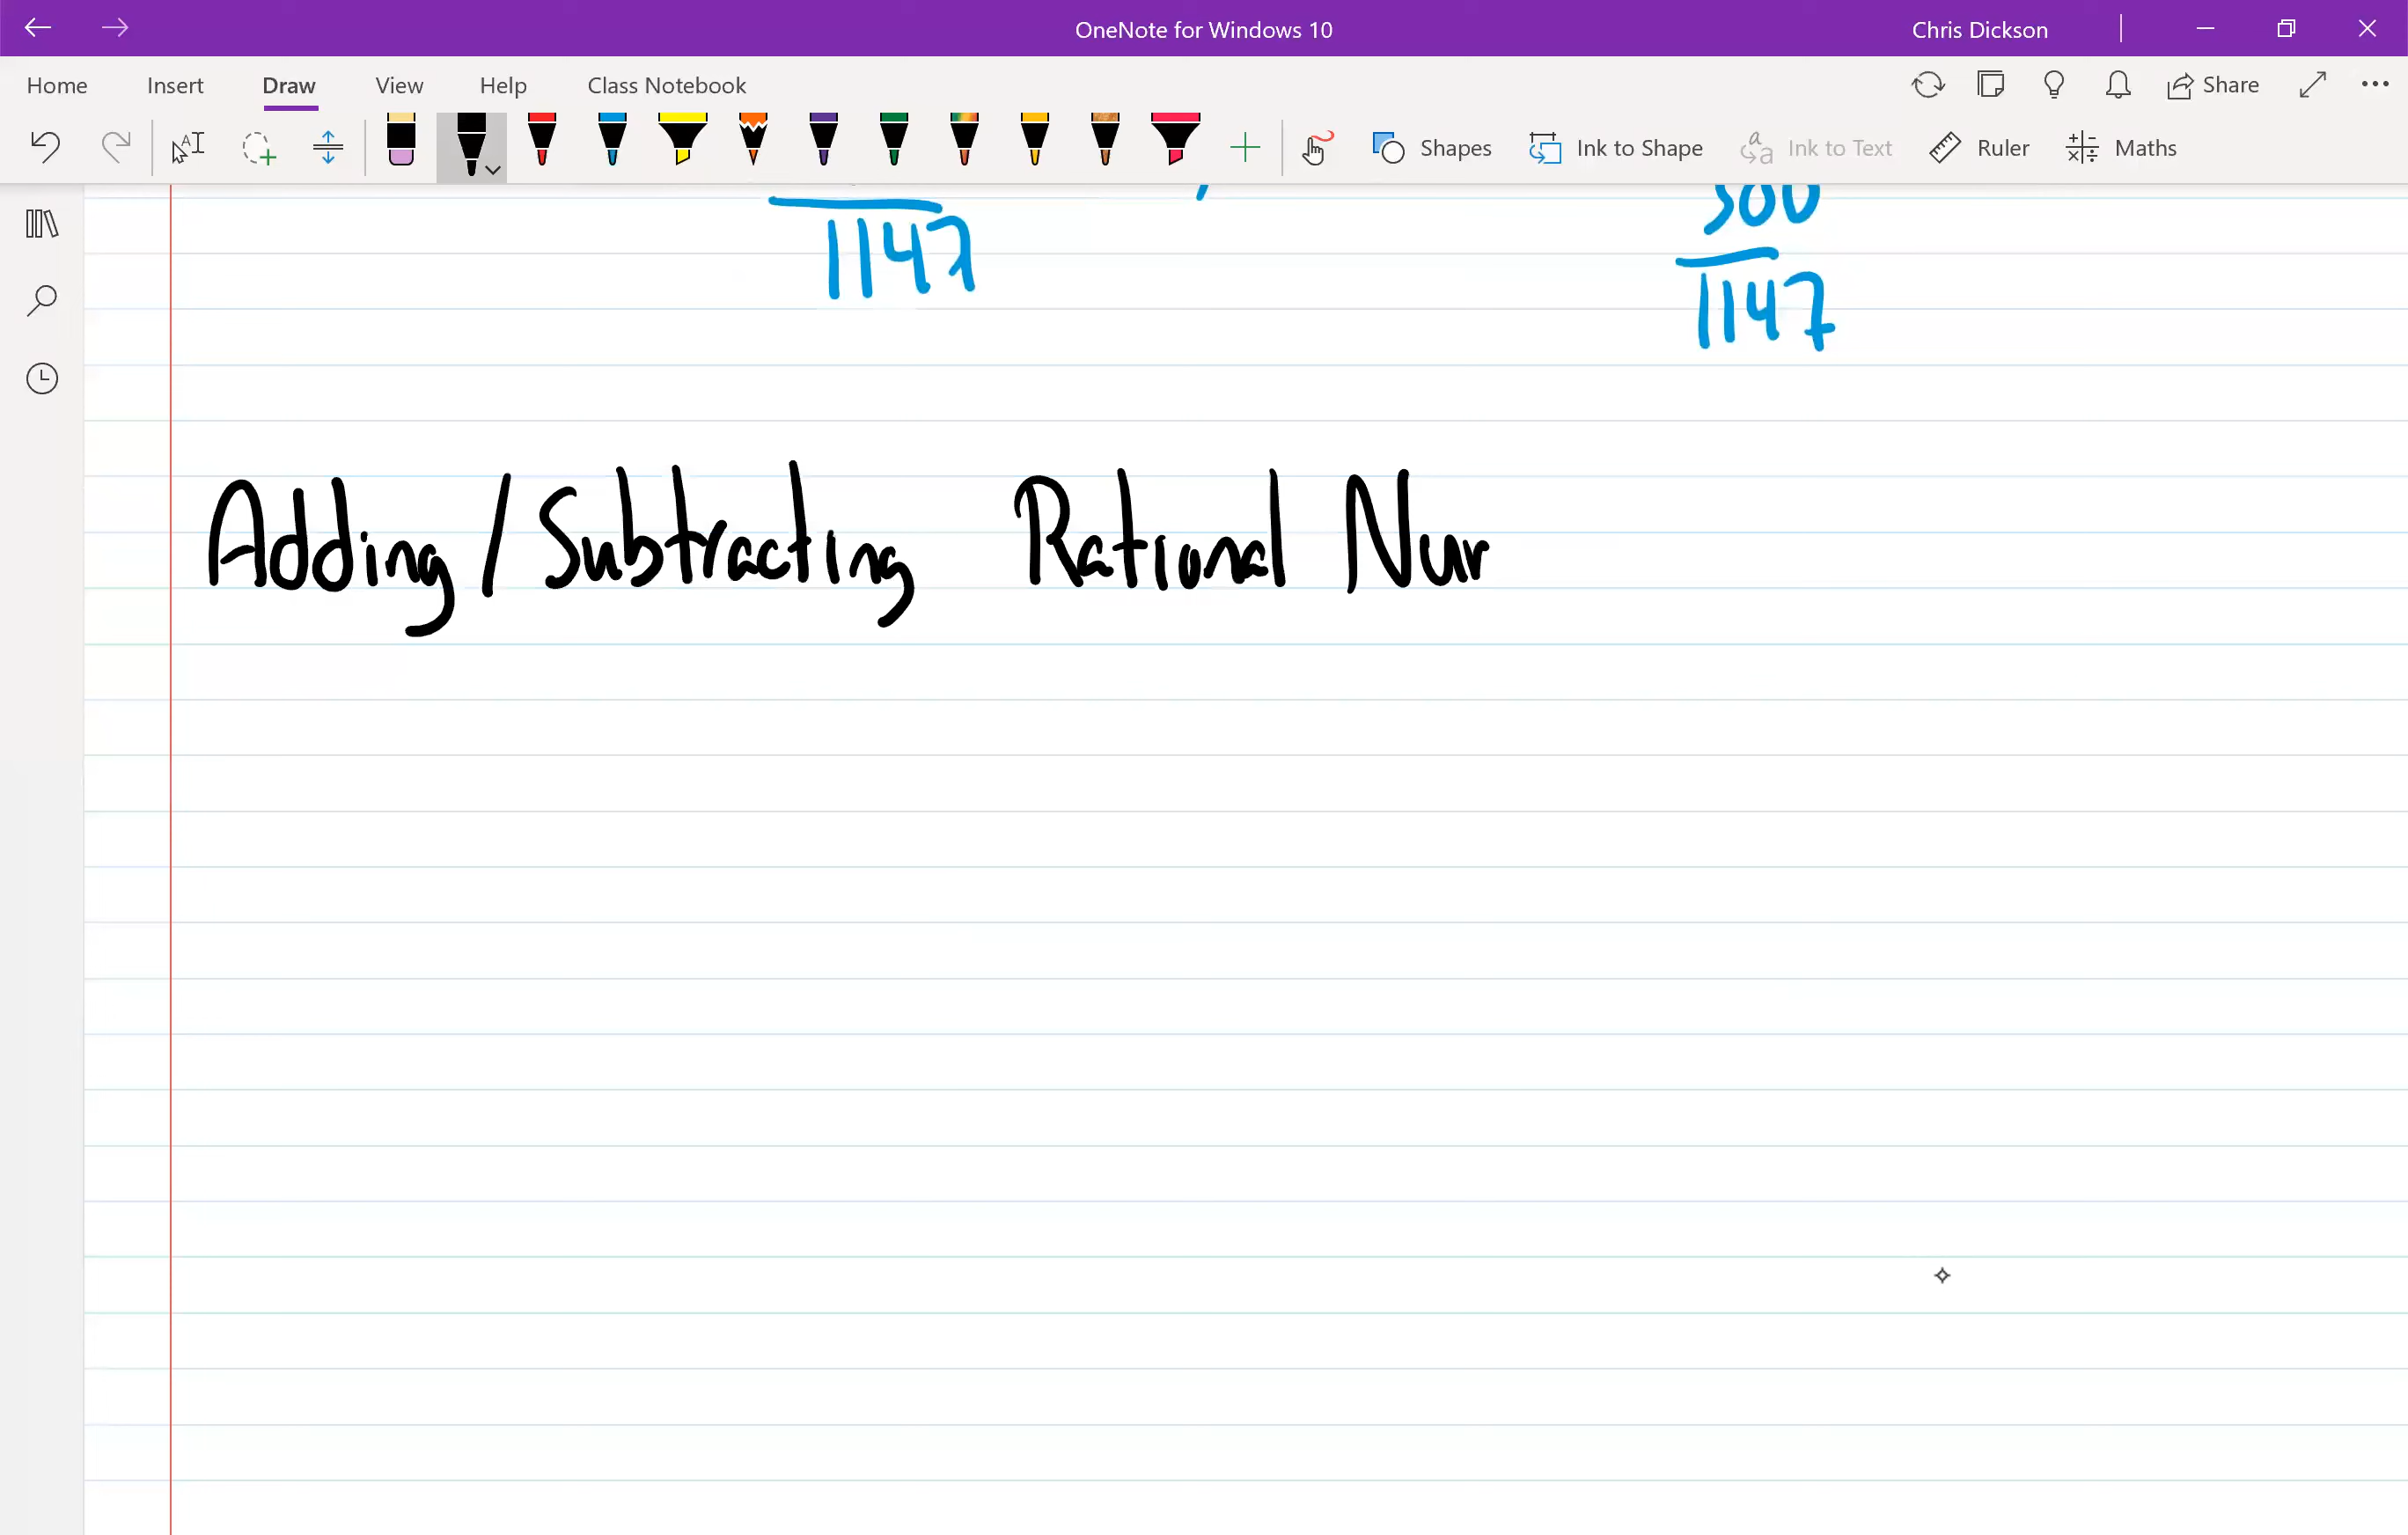 OneNote for Windows 10
Chris Dickson
Home Insert Draw View Help Class Notebook
Share
Shapes Ink to Shape Ink to Text Ruler Maths
1147
1147
Adding / Subtracting Rational Nur